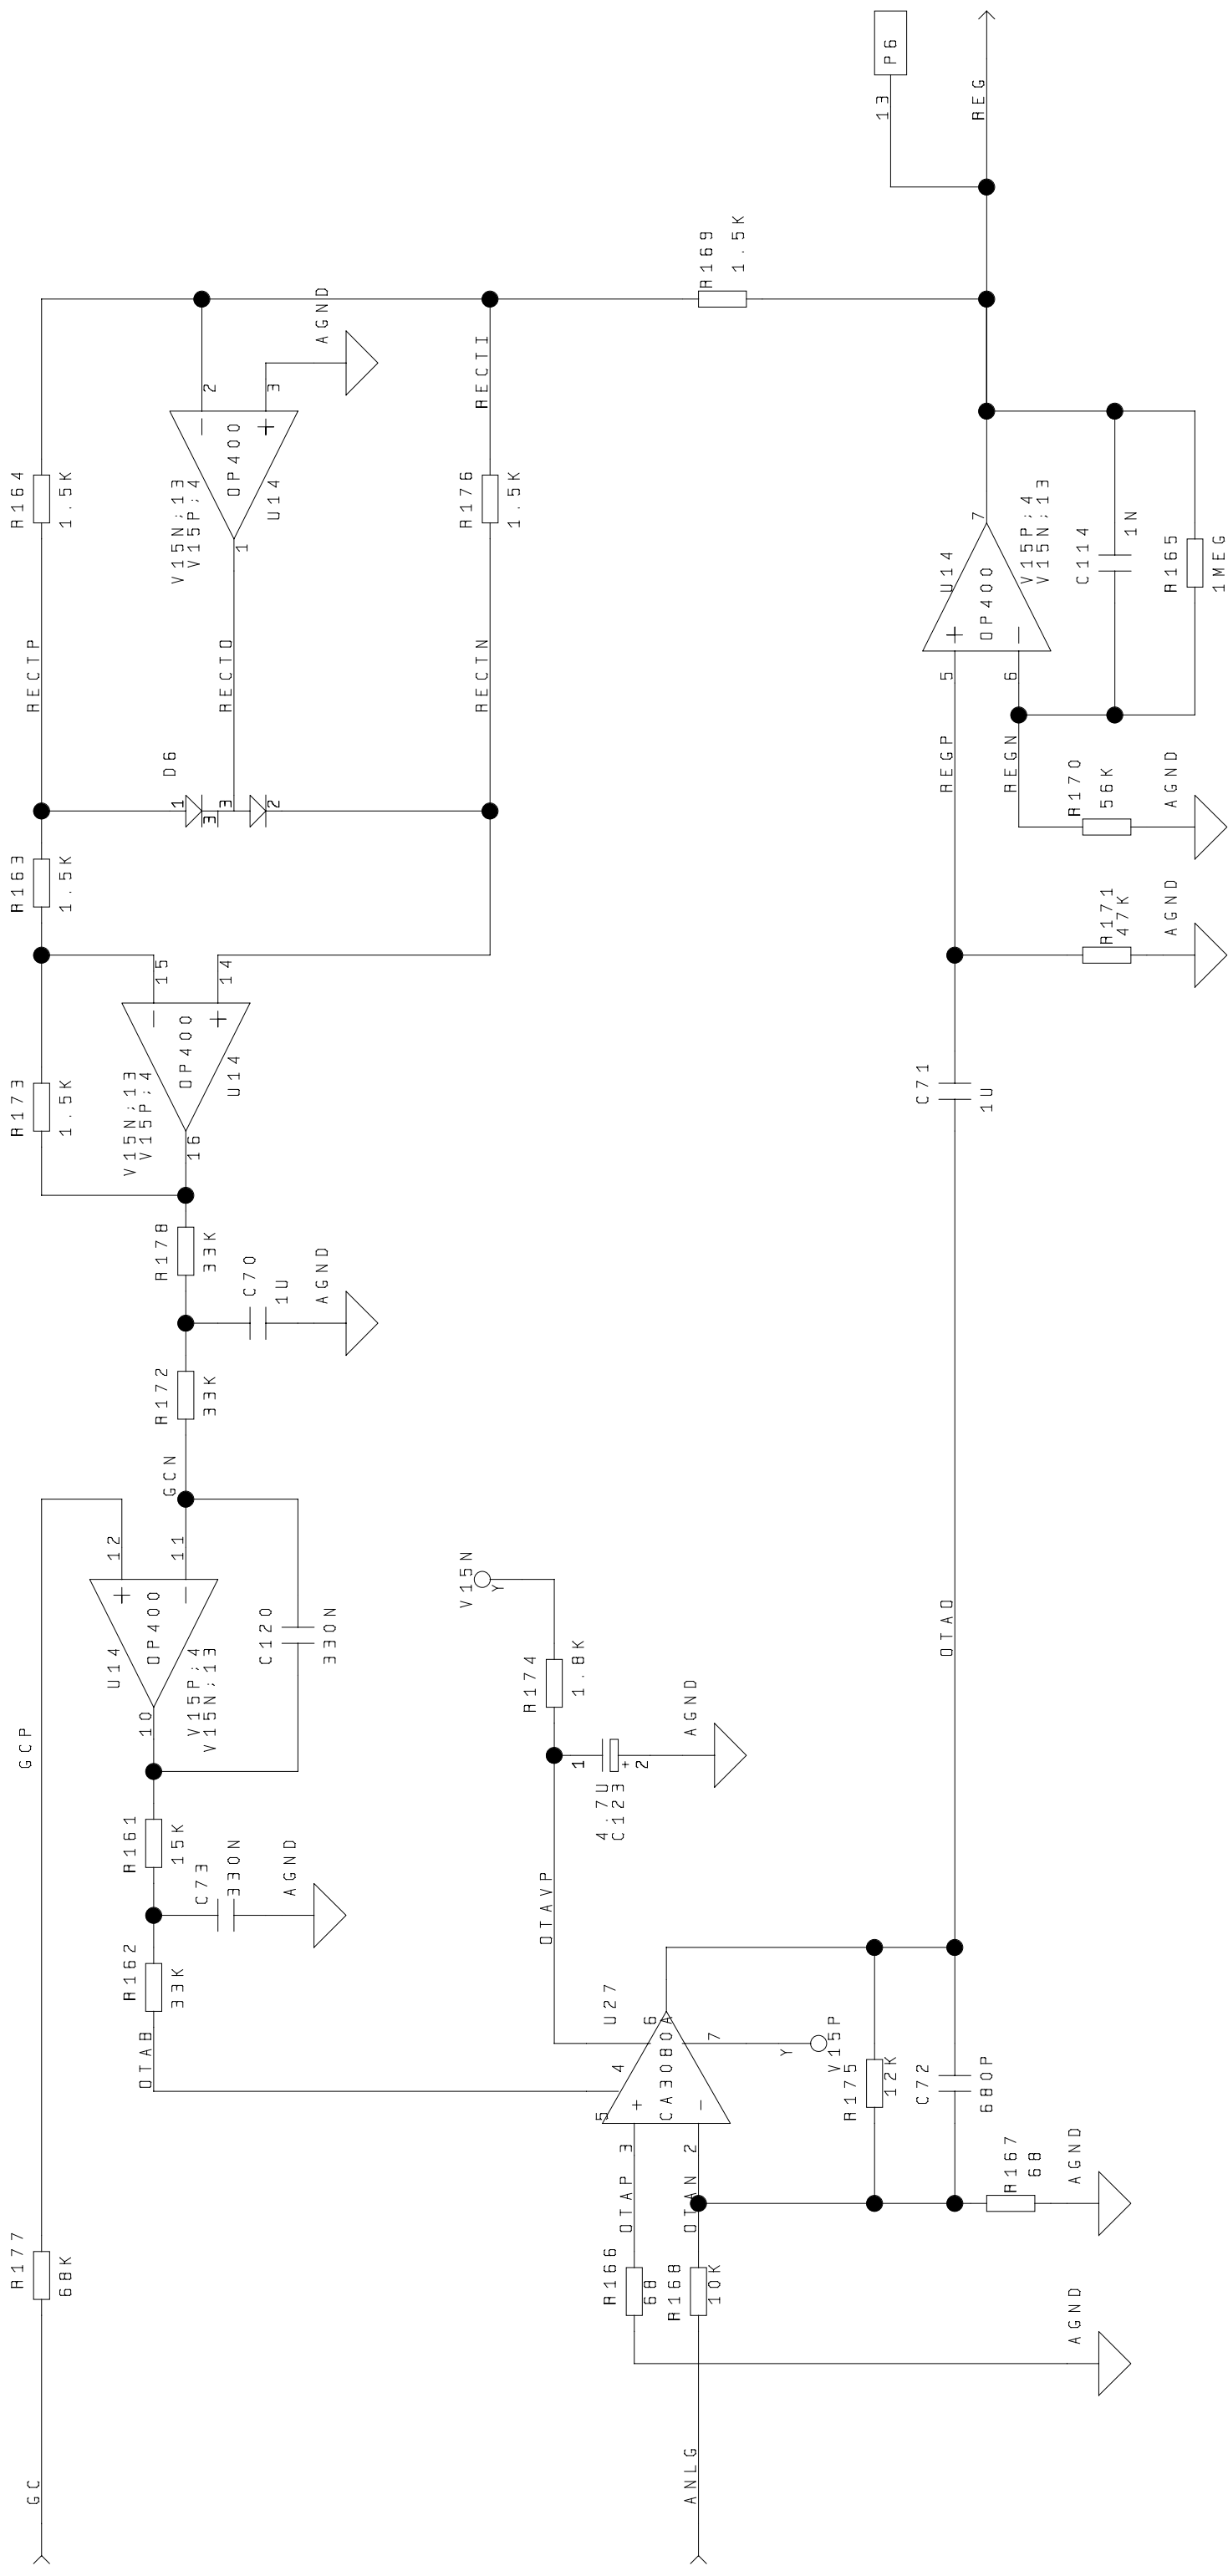 GC
R177
68K
GCP
OTAB
R162
33K
C73
330N
AGND
R161
15K
10
U14
OP400
V15P;4
V15N;13
12
11
C120
330N
GCN
R172
33K
C70
1U
AGND
R178
33K
16
V15N;13
V15P;4
OP400
U14
15
14
R173
1.5K
R163
1.5K
D6
1
3
3
2
RECTP
RECTO
RECTN
R164
1.5K
V15N;13
V15P;4
OP400
U14
1
2
3
AGND
R176
1.5K
RECTI
R169
1.5K
P6
13
REG
ANLG
R166
68
R168
10K
AGND
OTAP
OTAN
3
2
5
4
CA3080A
6
U27
7
Y
V15P
OTAVP
4.7U
C123
1
+
2
AGND
R174
1.8K
V15N
Y
R175
12K
C72
680P
R167
68
AGND
OTAO
C71
1U
R171
47K
AGND
R170
56K
AGND
REGP
REGN
5
6
U14
OP400
V15P;4
V15N;13
7
C114
1N
R165
1MEG